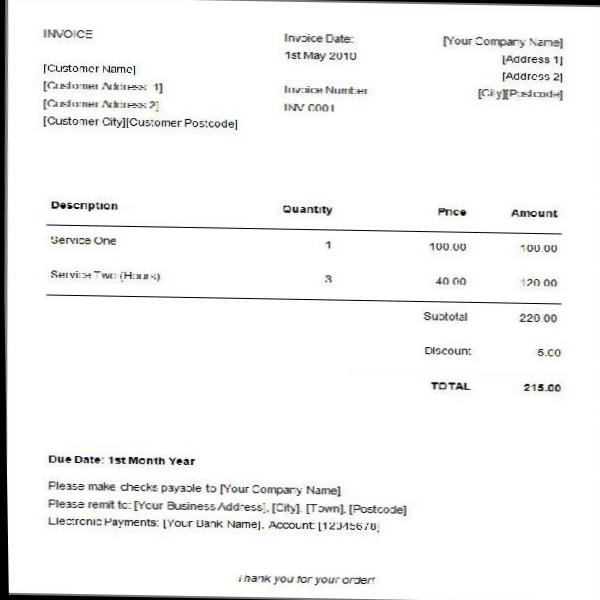 INVOICE
[Customer Name]
[Customer Address 1]
[Customer Address 2]
[Customer City][Customer Postcode]
Invoice Date:
1st May 2010
Invoice Number
INV 0001
[Your Company Name]
[Address 1]
[Address 2]
[City][Postcode]
Description Quantity Price Amount
Service One 1 100.00 100.00
Service Two (Hours) 3 40.00 120.00
Subtotal 220.00
Discount 5.00
TOTAL 215.00
Due Date: 1st Month Year
Please make checks payable to [Your Company Name]
Please remit to: [Your Business Address], [City], [Town], [Postcode]
Electronic Payments: [Your Bank Name], Account: [12345678]
Thank you for your order!